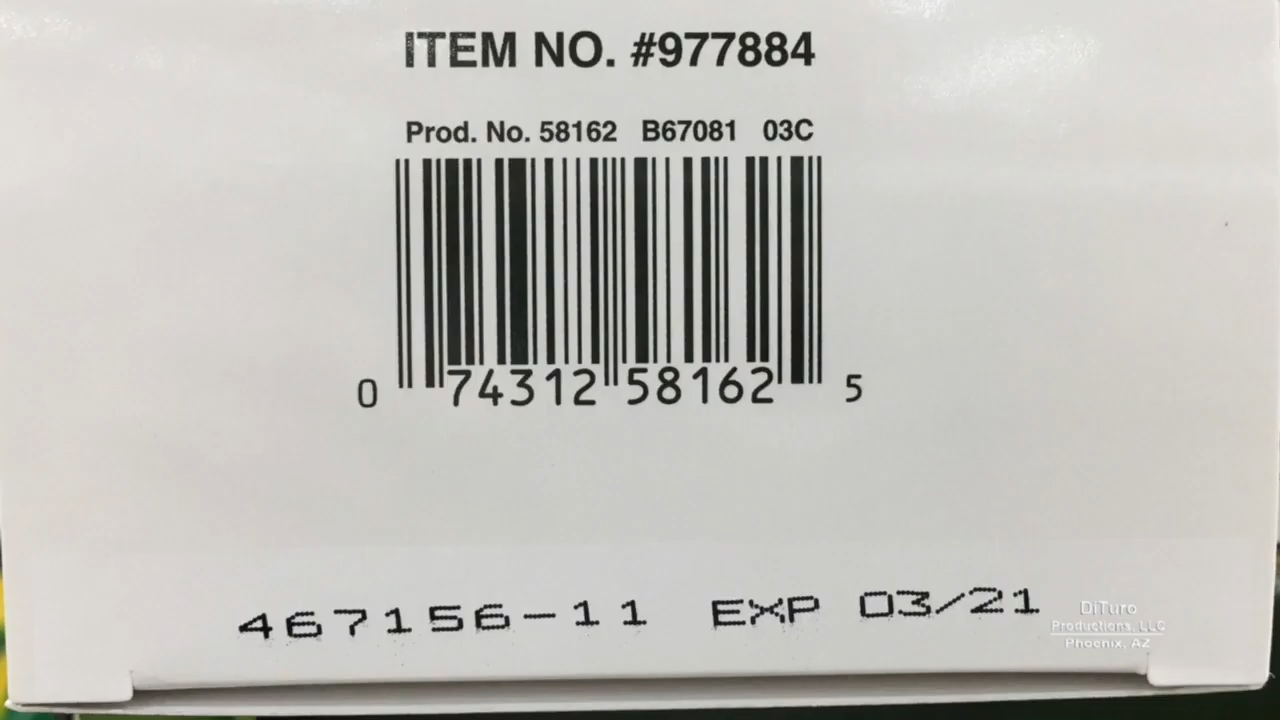 ITEM NO. #977884
Prod. No. 58162 B67081 03C
0 74312 58162 5
467156-11 EXP 03/21
DiTuro
Productions, LLC
Phoenix, AZ